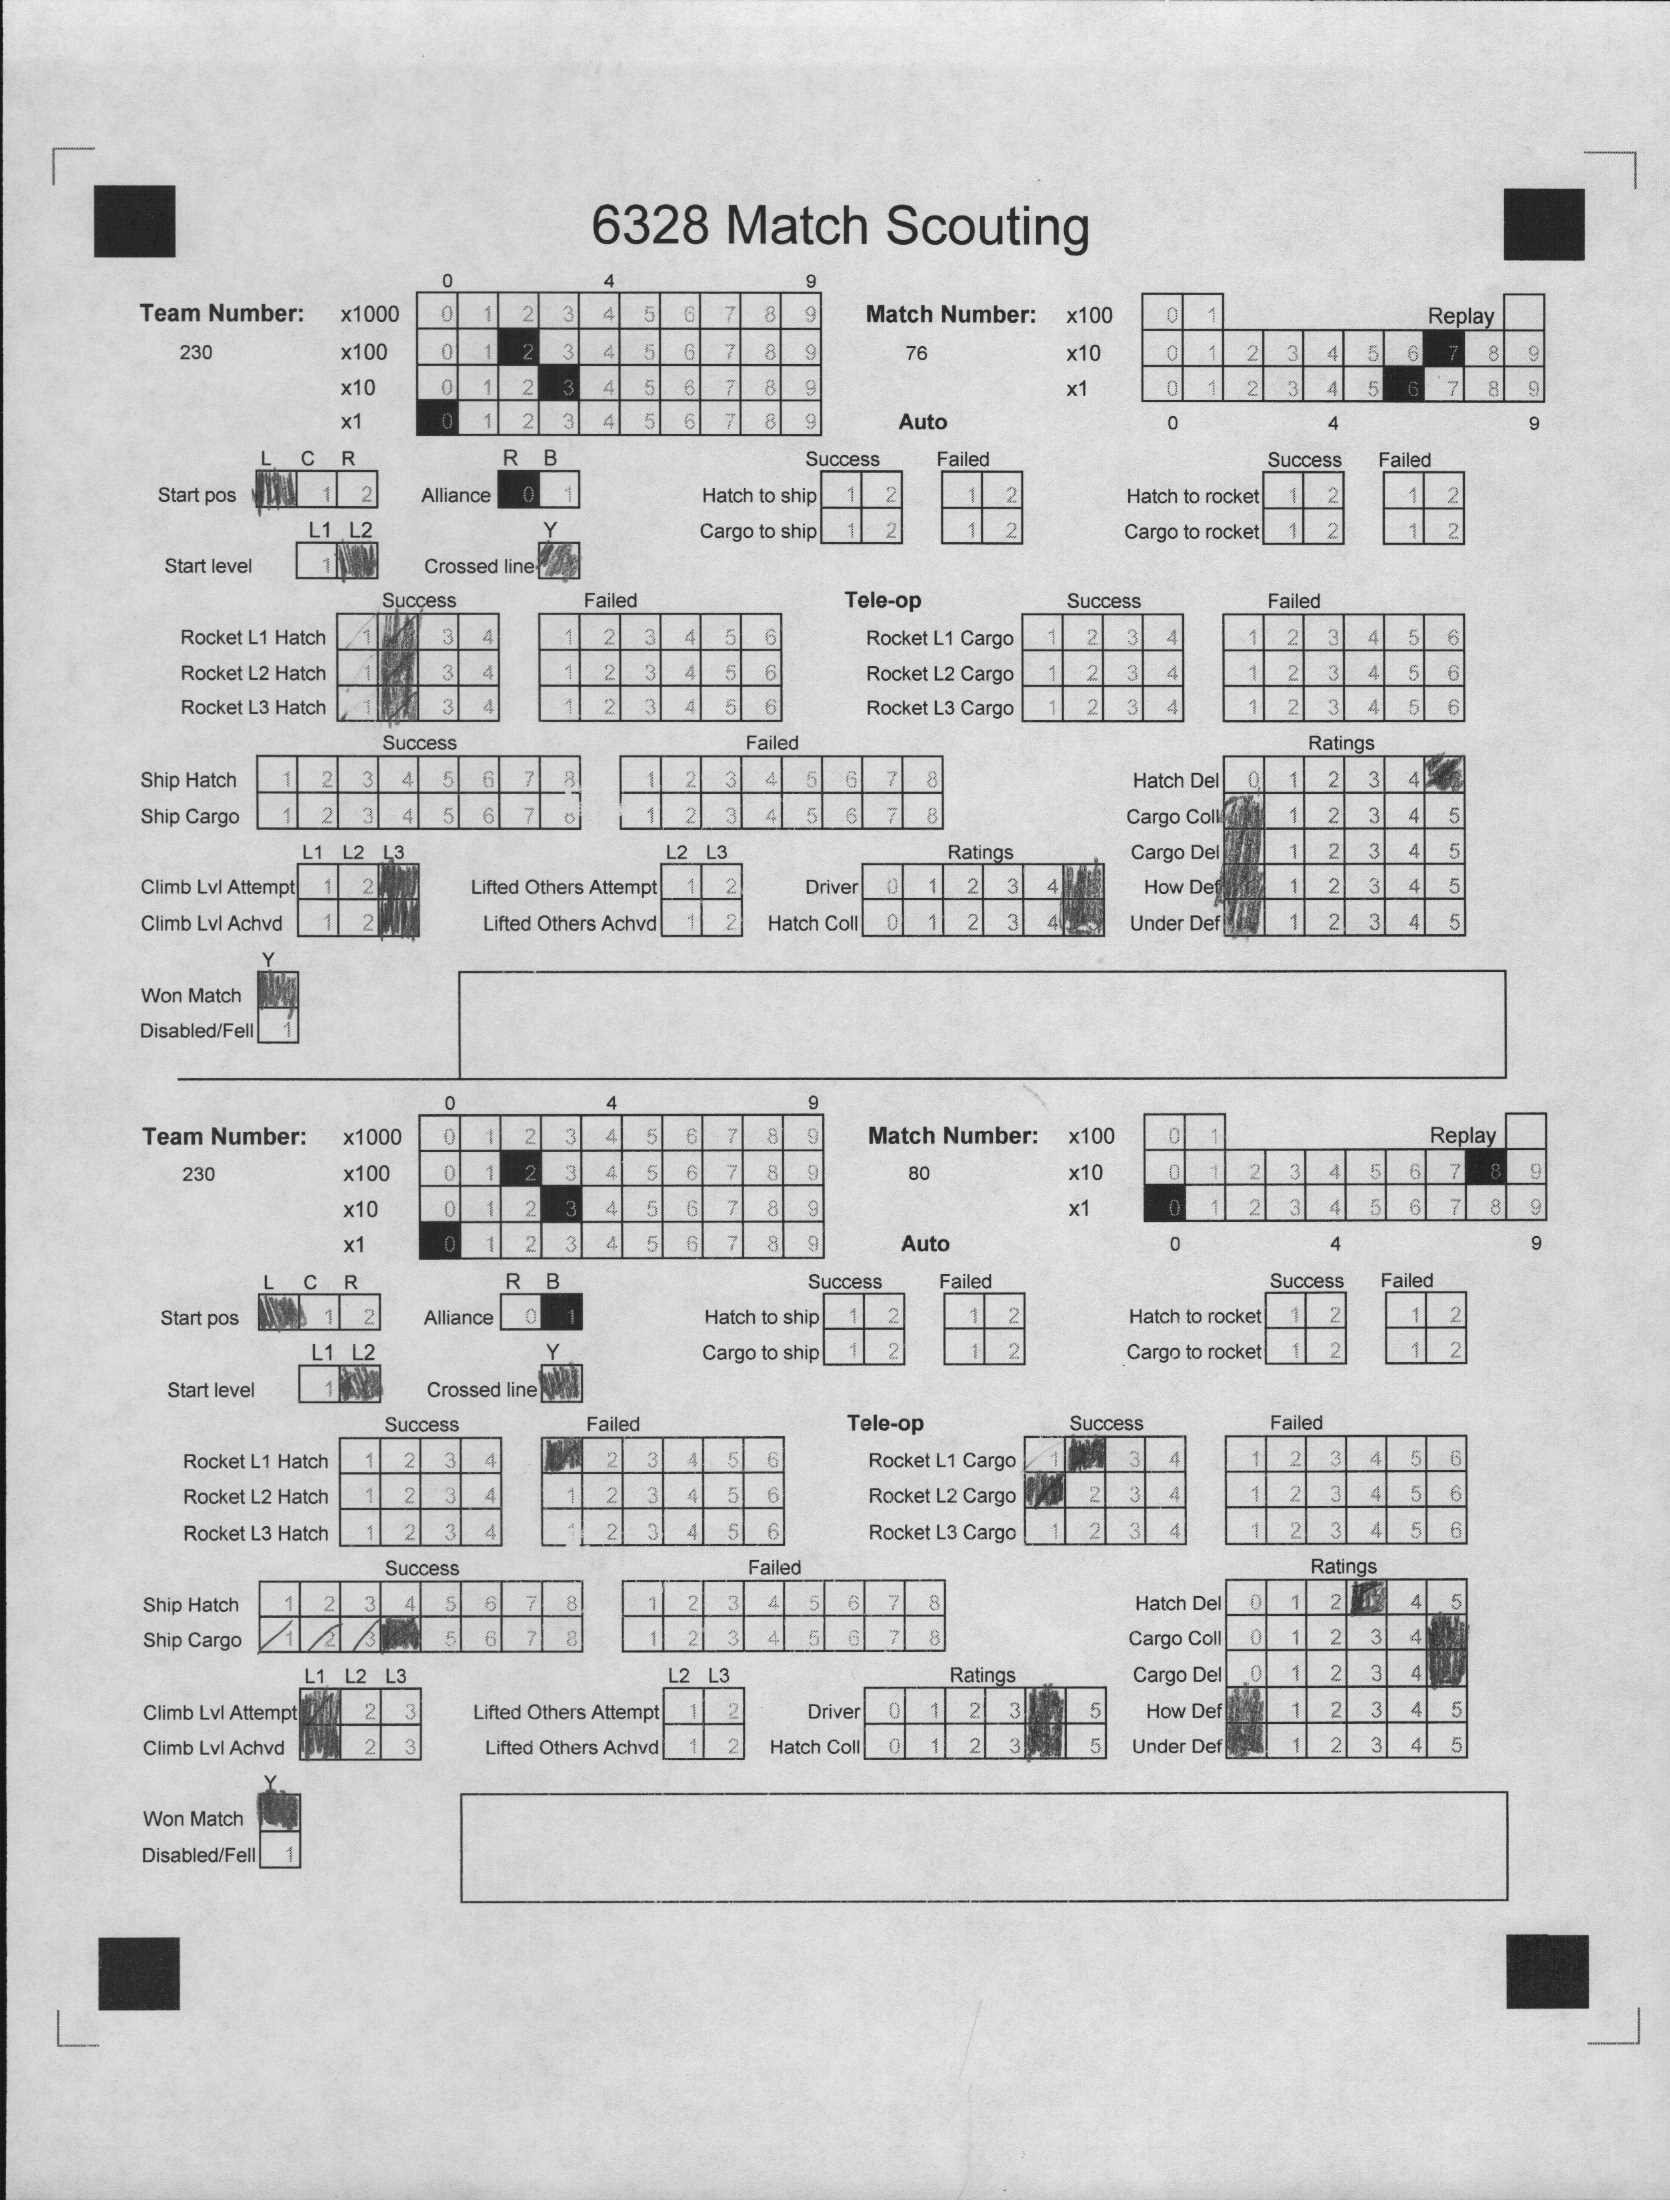 6328 Match Scouting
0 4 9
Team Number: x1000 0 1 2 3 4 5 6 7 8 9 Match Number: x100 0 1 Replay
230 x100 0 1 2 3 4 5 6 7 8 9 76 x10 0 1 2 3 4 5 6 7 8 9
x10 0 1 2 3 4 5 6 7 8 9 x1 0 1 2 3 4 5 6 7 8 9
x1 0 1 2 3 4 5 6 7 8 9 Auto 0 4 9
L C R R B Success Failed Success Failed
Start pos 1 2 Alliance 0 1 Hatch to ship 1 2 1 2 Hatch to rocket 1 2 1 2
L1 L2 Y Cargo to ship 1 2 1 2 Cargo to rocket 1 2 1 2
Start level 1 Crossed line
Success Failed Tele-op Success Failed
Rocket L1 Hatch 1 3 4 1 2 3 4 5 6 Rocket L1 Cargo 1 2 3 4 1 2 3 4 5 6
Rocket L2 Hatch 1 3 4 1 2 3 4 5 6 Rocket L2 Cargo 1 2 3 4 1 2 3 4 5 6
Rocket L3 Hatch 1 3 4 1 2 3 4 5 6 Rocket L3 Cargo 1 2 3 4 1 2 3 4 5 6
Success Failed Ratings
Ship Hatch 1 2 3 4 5 6 7 8 1 2 3 4 5 6 7 8 Hatch Del 0 1 2 3 4
Ship Cargo 1 2 3 4 5 6 7 8 1 2 3 4 5 6 7 8 Cargo Coll 1 2 3 4 5
L1 L2 L3 L2 L3 Ratings Cargo Del 1 2 3 4 5
Climb Lvl Attempt 1 2 Lifted Others Attempt 1 2 Driver 0 1 2 3 4 How Def 1 2 3 4 5
Climb Lvl Achvd 1 2 Lifted Others Achvd 1 2 Hatch Coll 0 1 2 3 4 Under Def 1 2 3 4 5
Y
Won Match
Disabled/Fell 1
0 4 9
Team Number: x1000 0 1 2 3 4 5 6 7 8 9 Match Number: x100 0 1 Replay
230 x100 0 1 2 3 4 5 6 7 8 9 80 x10 0 1 2 3 4 5 6 7 8 9
x10 0 1 2 3 4 5 6 7 8 9 x1 0 1 2 3 4 5 6 7 8 9
x1 0 1 2 3 4 5 6 7 8 9 Auto 0 4 9
L C R R B Success Failed Success Failed
Start pos 1 2 Alliance 0 1 Hatch to ship 1 2 1 2 Hatch to rocket 1 2 1 2
L1 L2 Y Cargo to ship 1 2 1 2 Cargo to rocket 1 2 1 2
Start level 1 Crossed line
Success Failed Tele-op Success Failed
Rocket L1 Hatch 1 2 3 4 2 3 4 5 6 Rocket L1 Cargo 1 3 4 1 2 3 4 5 6
Rocket L2 Hatch 1 2 3 4 1 2 3 4 5 6 Rocket L2 Cargo 2 3 4 1 2 3 4 5 6
Rocket L3 Hatch 1 2 3 4 1 2 3 4 5 6 Rocket L3 Cargo 1 2 3 4 1 2 3 4 5 6
Success Failed Ratings
Ship Hatch 1 2 3 4 5 6 7 8 1 2 3 4 5 6 7 8 Hatch Del 0 1 2 4 5
Ship Cargo 1 2 3 5 6 7 8 1 2 3 4 5 6 7 8 Cargo Coll 0 1 2 3 4
L1 L2 L3 L2 L3 Ratings Cargo Del 0 1 2 3 4
Climb Lvl Attempt 2 3 Lifted Others Attempt 1 2 Driver 0 1 2 3 5 How Def 1 2 3 4 5
Climb Lvl Achvd 2 3 Lifted Others Achvd 1 2 Hatch Coll 0 1 2 3 5 Under Def 1 2 3 4 5
Y
Won Match
Disabled/Fell 1